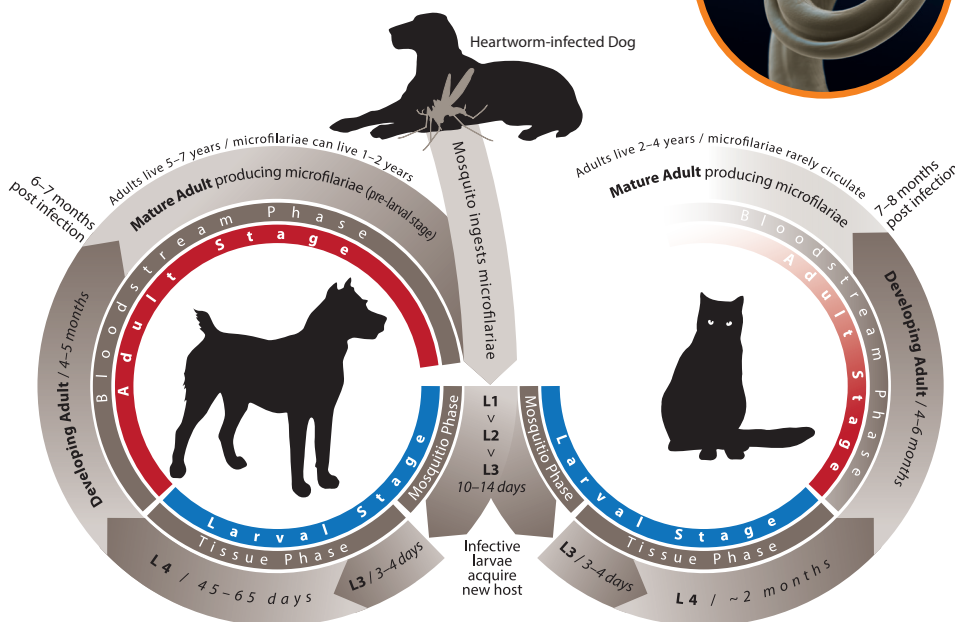 Heartworm-infected Dog
Mosquito ingests microfilariae
L1
v
L2
v
L3
10–14 days
Infective
larvae
acquire
new host
Mosquitio Phase
L3 / 3–4 days
L4 / 45–65 days
Tissue Phase
Larval Stage
Developing Adult / 4–5 months
6–7 months
post infection
Adults live 5–7 years / microfilariae can live 1–2 years
Mature Adult producing microfilariae (pre-larval stage)
Bloodstream Phase
Adult Stage
Mosquitio Phase
L3 / 3–4 days
L4 / ~2 months
Tissue Phase
Larval Stage
Developing Adult / 4–6 months
7–8 months
post infection
Adults live 2–4 years / microfilariae rarely circulate
Mature Adult producing microfilariae
Bloodstream Phase
Adult Stage